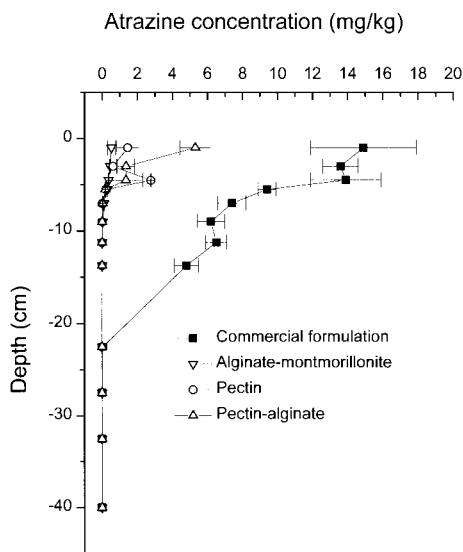 Atrazine concentration (mg/kg)
0 2 4 6 8 10 12 14 16 18 20
0
-10
-20
-30
-40
Depth (cm)
Commercial formulation
Alginate-montmorillonite
Pectin
Pectin-alginate